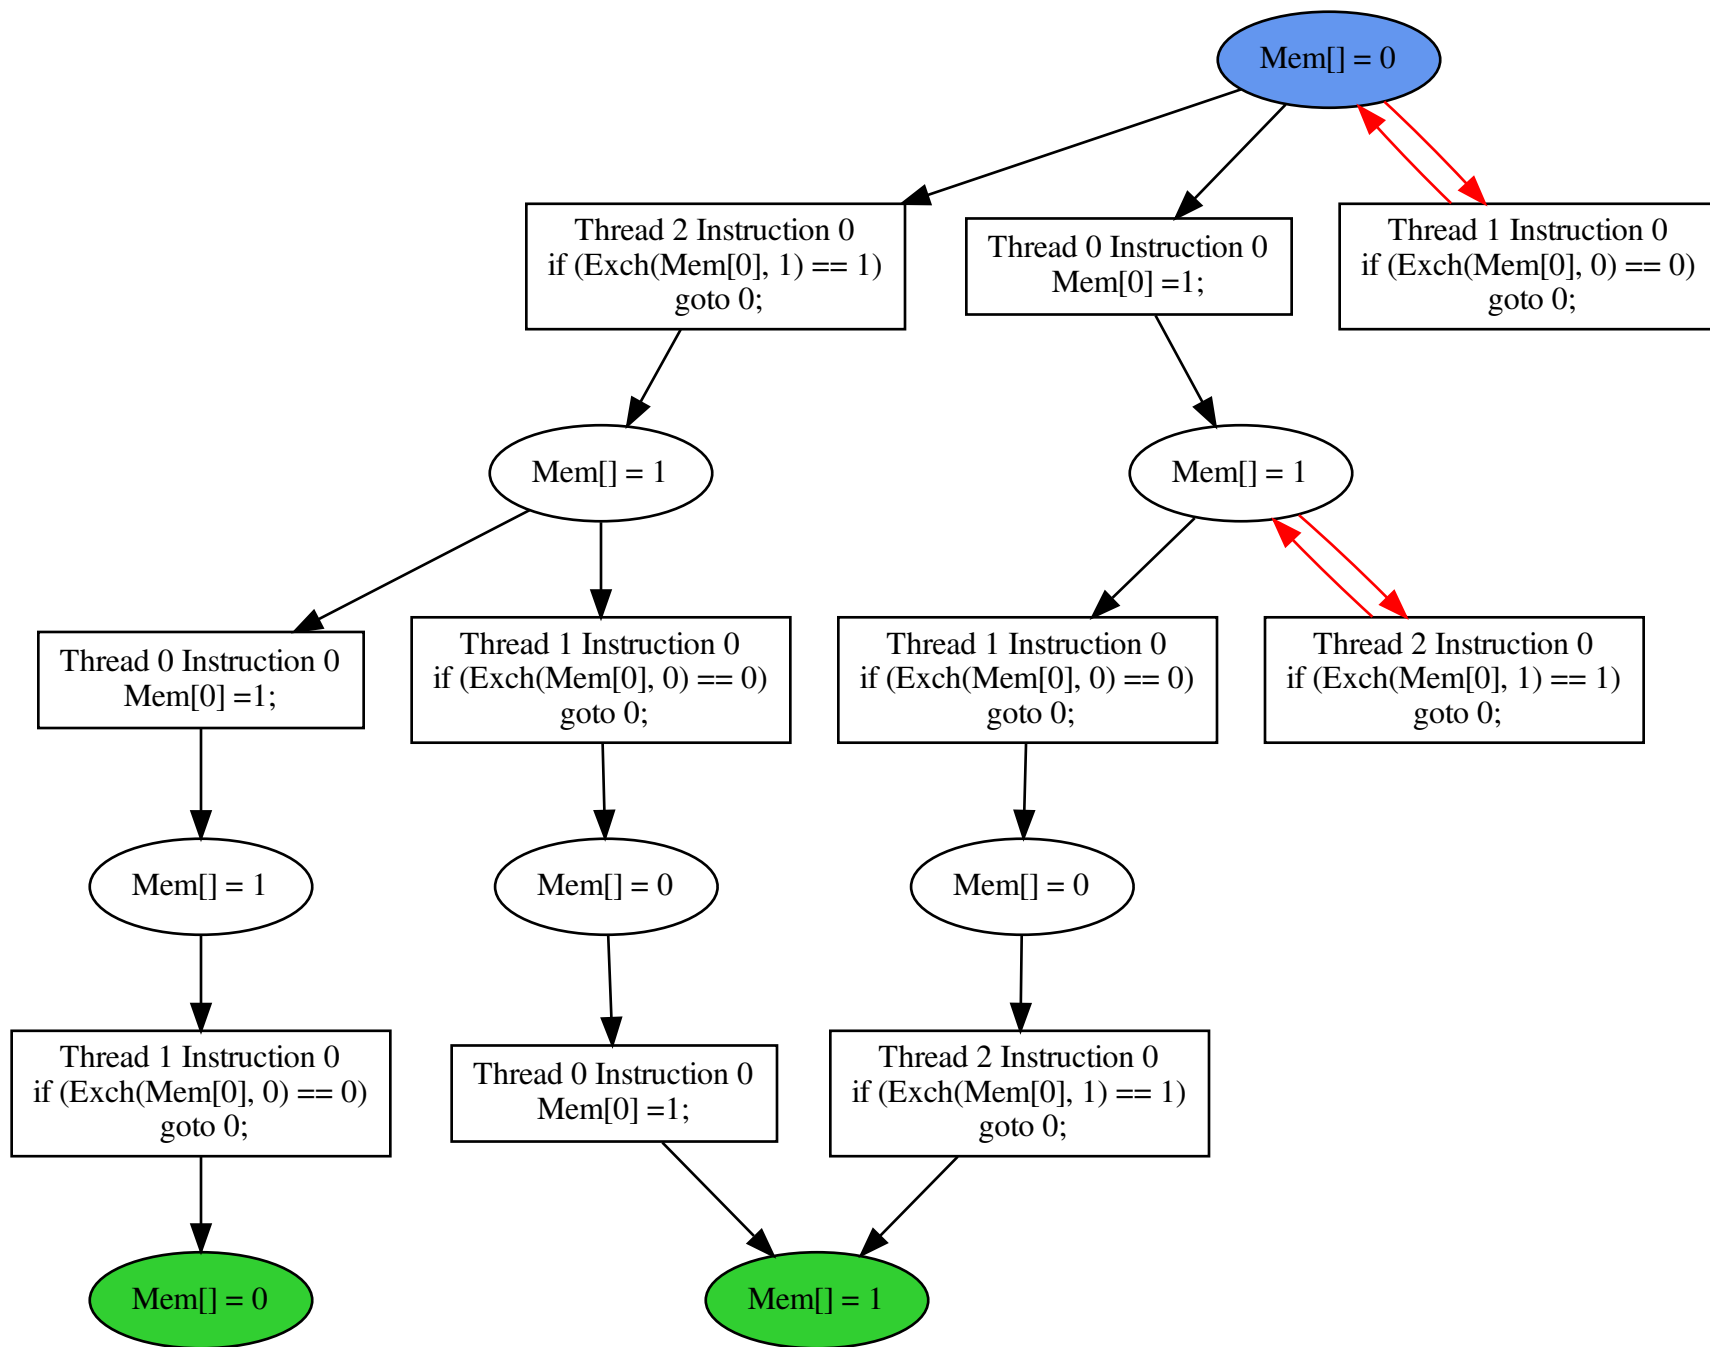 Mem[] = 0
Thread 2 Instruction 0
if (Exch(Mem[0], 1) == 1)
goto 0;
Thread 0 Instruction 0
Mem[0] =1;
Thread 1 Instruction 0
if (Exch(Mem[0], 0) == 0)
goto 0;
Mem[] = 1
Mem[] = 1
Thread 0 Instruction 0
Mem[0] =1;
Thread 1 Instruction 0
if (Exch(Mem[0], 0) == 0)
goto 0;
Thread 1 Instruction 0
if (Exch(Mem[0], 0) == 0)
goto 0;
Thread 2 Instruction 0
if (Exch(Mem[0], 1) == 1)
goto 0;
Mem[] = 1
Mem[] = 0
Mem[] = 0
Thread 1 Instruction 0
if (Exch(Mem[0], 0) == 0)
goto 0;
Thread 0 Instruction 0
Mem[0] =1;
Thread 2 Instruction 0
if (Exch(Mem[0], 1) == 1)
goto 0;
Mem[] = 0
Mem[] = 1